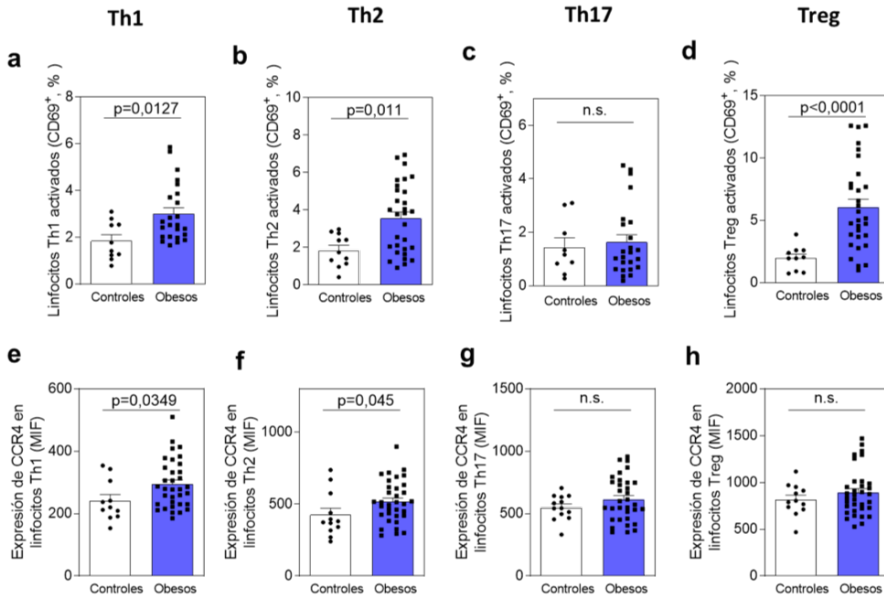 Th1
Th2
Th17
Treg
a
Linfocitos Th1 activados (CD69+, %)
8
6
4
2
0
p=0,0127
Controles
Obesos
b
Linfocitos Th2 activados (CD69+, %)
10
8
6
4
2
0
p=0,011
Controles
Obesos
c
Linfocitos Th17 activados (CD69+, %)
6
4
2
0
n.s.
Controles
Obesos
d
Linfocitos Treg activados (CD69+, %)
15
10
5
0
p<0,0001
Controles
Obesos
e
Expresión de CCR4 en
linfocitos Th1 (MIF)
600
400
200
0
p=0,0349
Controles
Obesos
f
Expresión de CCR4 en
linfocitos Th2 (MIF)
1000
500
0
p=0,045
Controles
Obesos
g
Expresión de CCR4 en
linfocitos Th17 (MIF)
1500
1000
500
0
n.s.
Controles
Obesos
h
Expresión de CCR4 en
linfocitos Treg (MIF)
2000
1500
1000
500
0
n.s.
Controles
Obesos